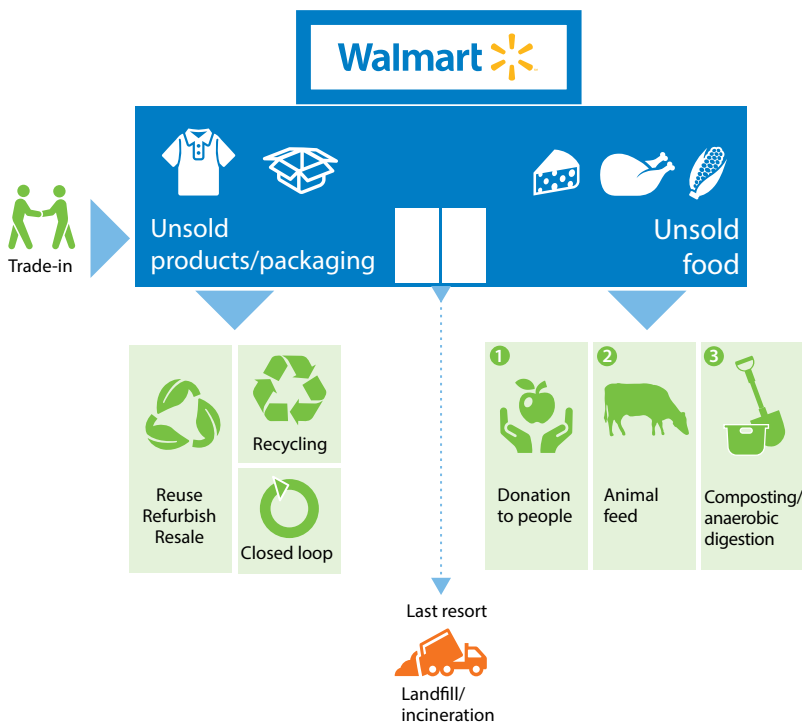 Walmart
Unsold
products/packaging
Unsold
food
Trade-in
Reuse
Refurbish
Resale
Recycling
Closed loop
1
Donation
to people
2
Animal
feed
3
Composting/
anaerobic
digestion
Last resort
Landfill/
incineration